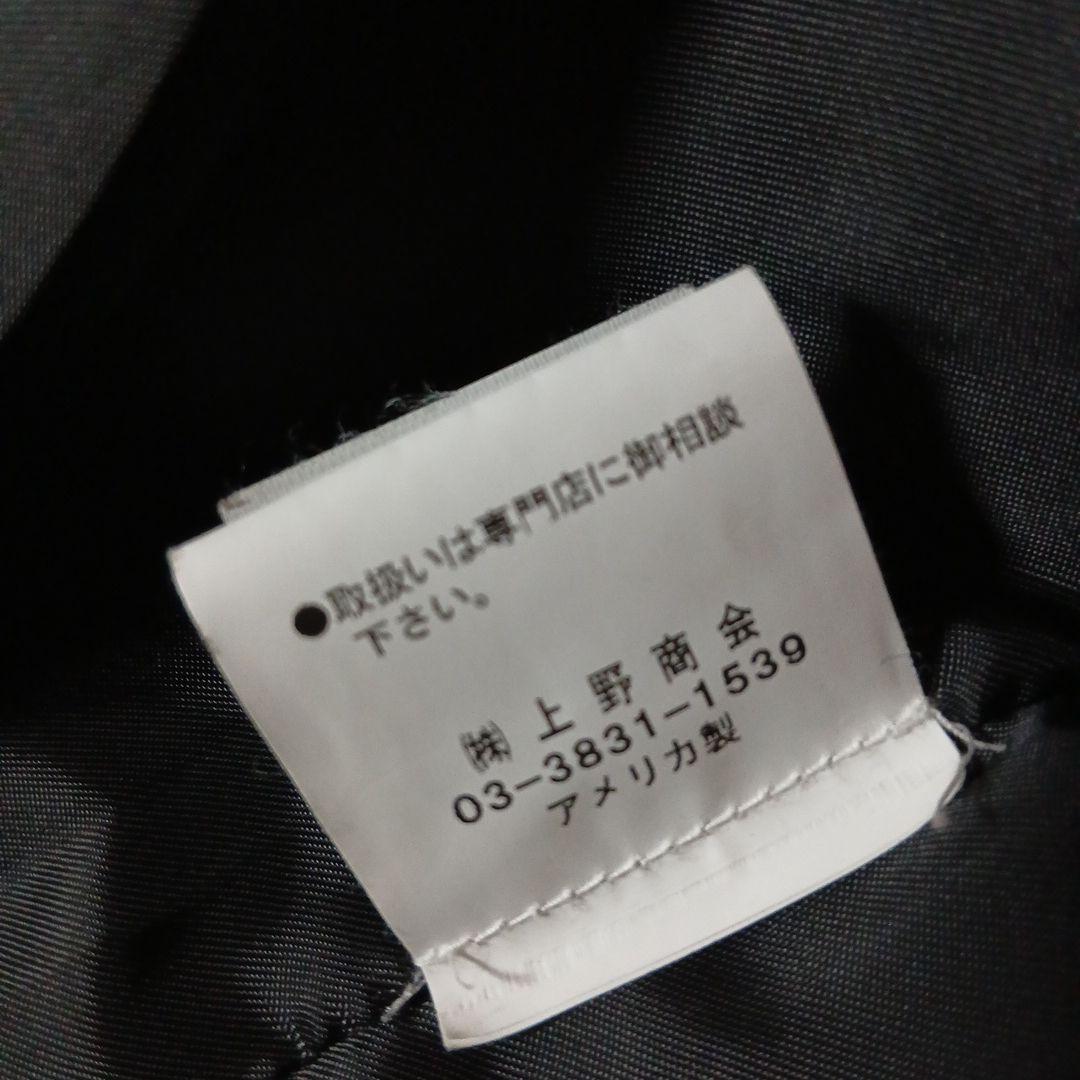 ●取扱いは専門店に御相談
下さい。
㈱上野商会
03-3831-1539
アメリカ製